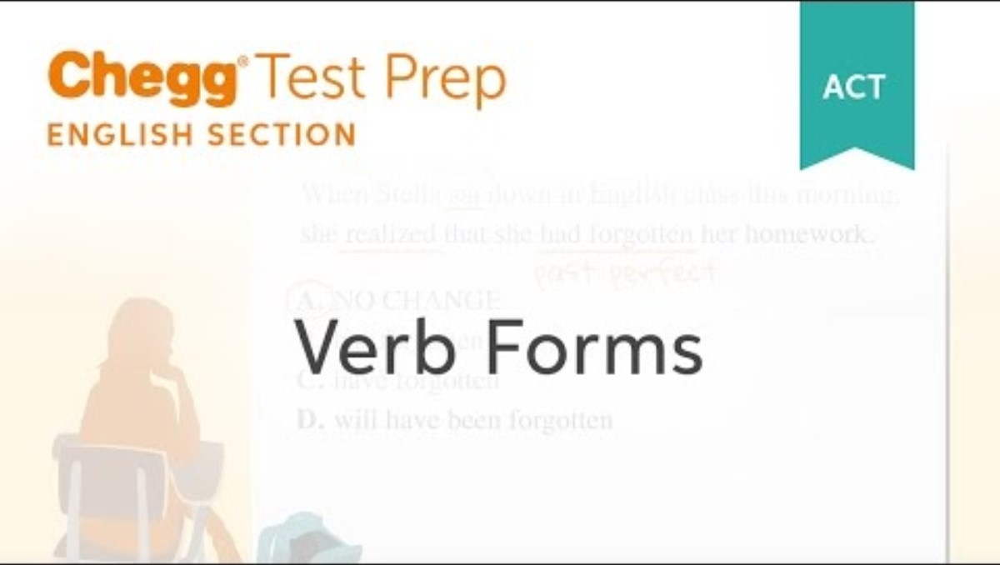 Chegg® Test Prep
ENGLISH SECTION
ACT
When Stella sat down in English class this morning,
she realized that she had forgotten her homework.
past perfect
A. NO CHANGE
Verb Forms
C. have forgotten
D. will have been forgotten